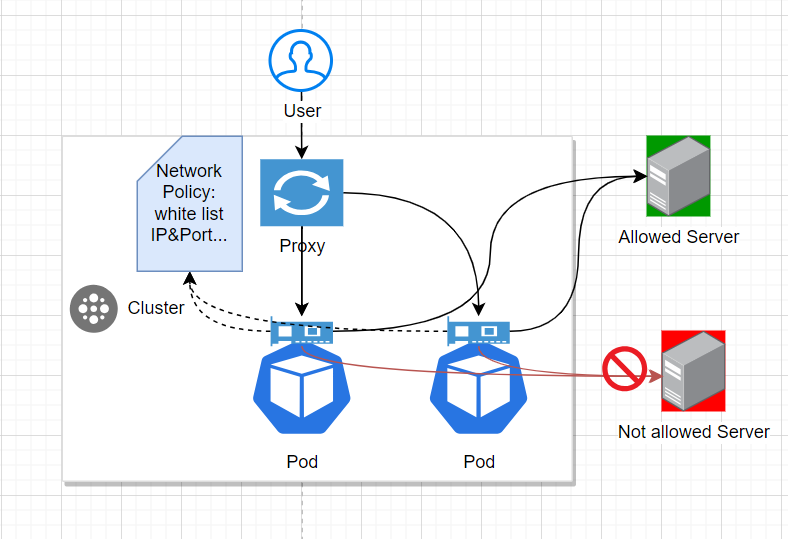 User
Network
Policy:
white list
IP&Port...
Proxy
Allowed Server
Cluster
Not allowed Server
Pod
Pod